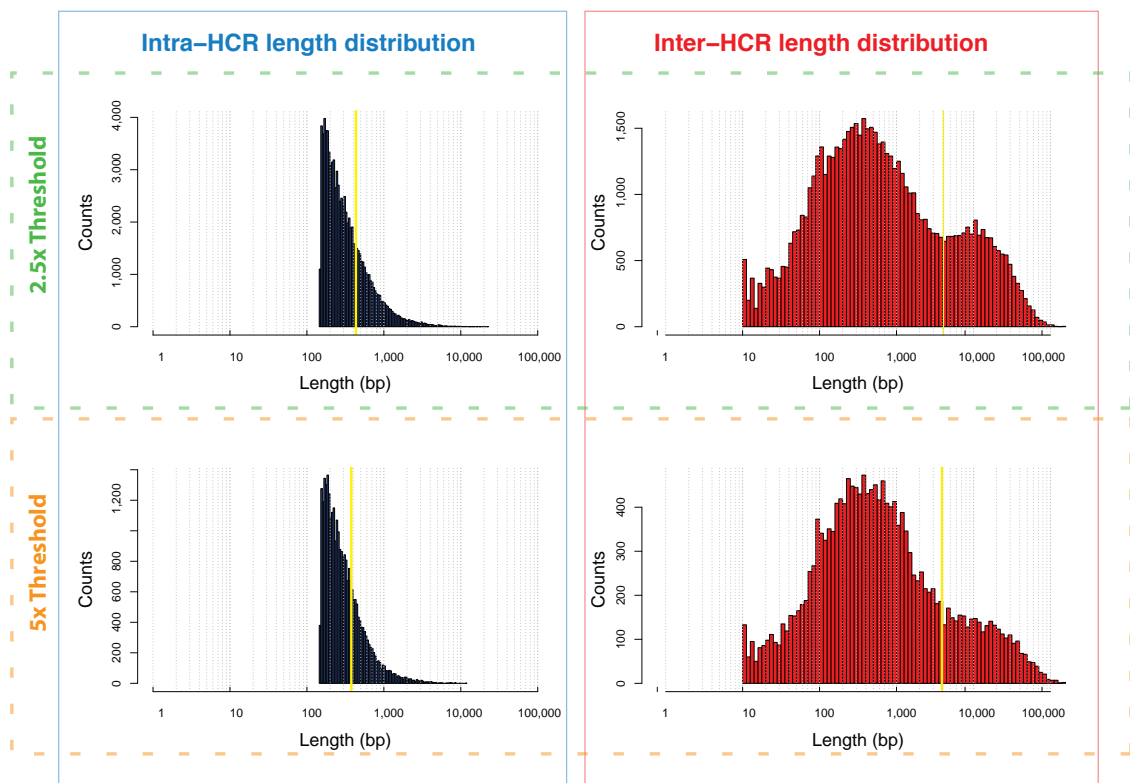 Intra–HCR length distribution
Inter–HCR length distribution
2.5x Threshold
Counts
4,000
3,000
2,000
1,000
0
1 10 100 1,000 10,000 100,000
Length (bp)
Counts
1,500
1,000
500
0
1 10 100 1,000 10,000 100,000
Length (bp)
5x Threshold
Counts
1200
1000
800
600
400
200
0
1 10 100 1,000 10,000 100,000
Length (bp)
Counts
400
300
200
100
0
1 10 100 1,000 10,000 100,000
Length (bp)